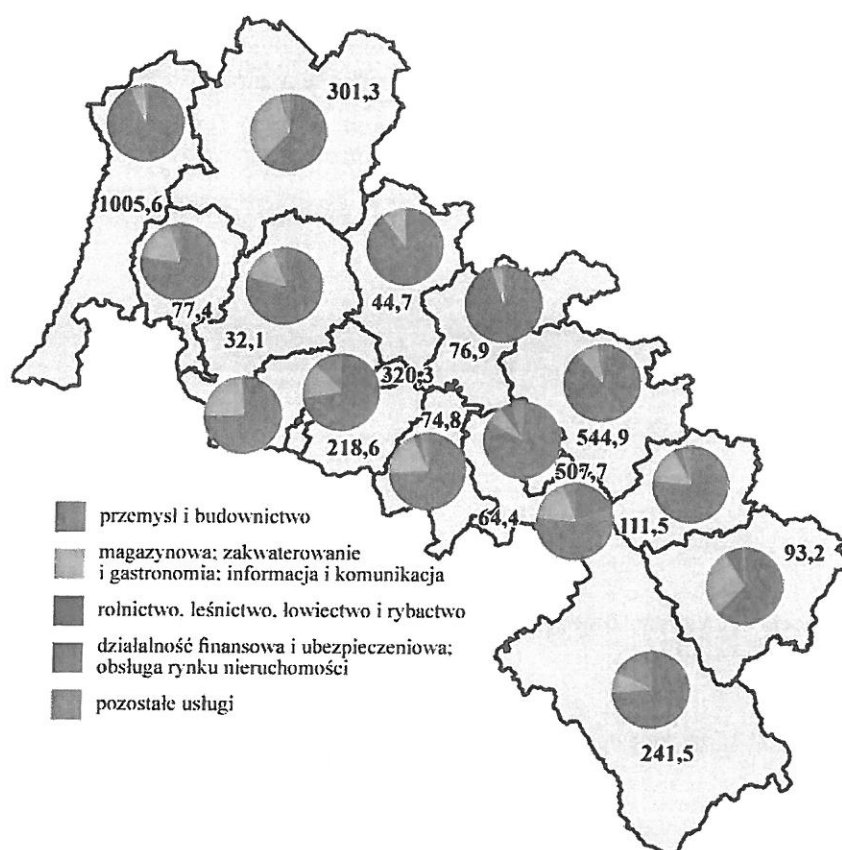 301,3
1005,6
77,4
32,1
44,7
76,9
320,3
74,8
218,6
544,9
507,7
64,4
111,5
93,2
241,5
przemysł i budownictwo
magazynowa; zakwaterowanie
i gastronomia; informacja i komunikacja
rolnictwo. leśnictwo. łowiectwo i rybactwo
działalność finansowa i ubezpieczeniowa;
obsługa rynku nieruchomości
pozostałe usługi